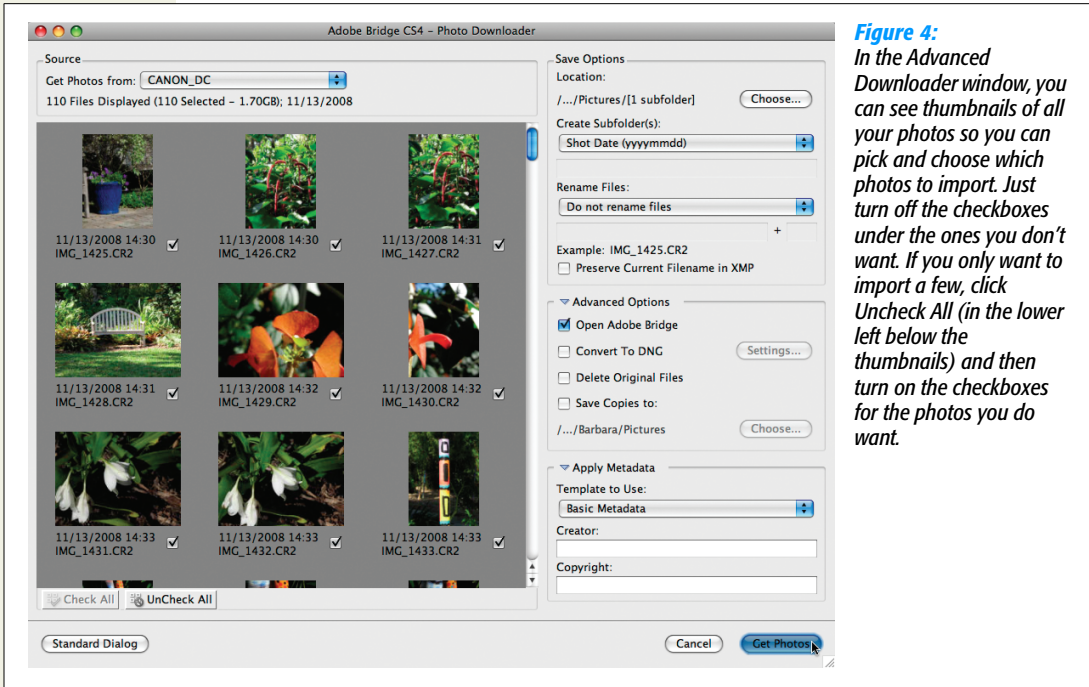 Adobe Bridge CS4 – Photo Downloader
Source
Get Photos from: CANON_DC
110 Files Displayed (110 Selected – 1.70GB); 11/13/2008
11/13/2008 14:30
IMG_1425.CR2
11/13/2008 14:30
IMG_1426.CR2
11/13/2008 14:31
IMG_1427.CR2
11/13/2008 14:31
IMG_1428.CR2
11/13/2008 14:32
IMG_1429.CR2
11/13/2008 14:32
IMG_1430.CR2
11/13/2008 14:33
IMG_1431.CR2
11/13/2008 14:33
IMG_1432.CR2
11/13/2008 14:33
IMG_1433.CR2
Check All
UnCheck All
Standard Dialog
Save Options
Location:
/.../Pictures/[1 subfolder]
Choose...
Create Subfolder(s):
Shot Date (yyyymmdd)
Rename Files:
Do not rename files
+
Example: IMG_1425.CR2
Preserve Current Filename in XMP
Advanced Options
Open Adobe Bridge
Convert To DNG
Settings...
Delete Original Files
Save Copies to:
/.../Barbara/Pictures
Choose...
Apply Metadata
Template to Use:
Basic Metadata
Creator:
Copyright:
Cancel
Get Photos
Figure 4:
In the Advanced
Downloader window, you
can see thumbnails of all
your photos so you can
pick and choose which
photos to import. Just
turn off the checkboxes
under the ones you don't
want. If you only want to
import a few, click
Uncheck All (in the lower
left below the
thumbnails) and then
turn on the checkboxes
for the photos you do
want.